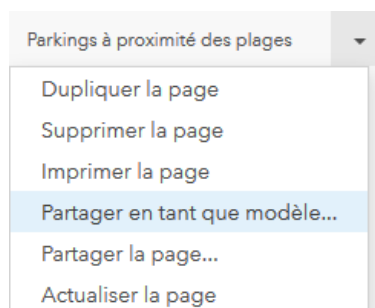 Parkings à proximité des plages
Dupliquer la page
Supprimer la page
Imprimer la page
Partager en tant que modèle...
Partager la page...
Actualiser la page